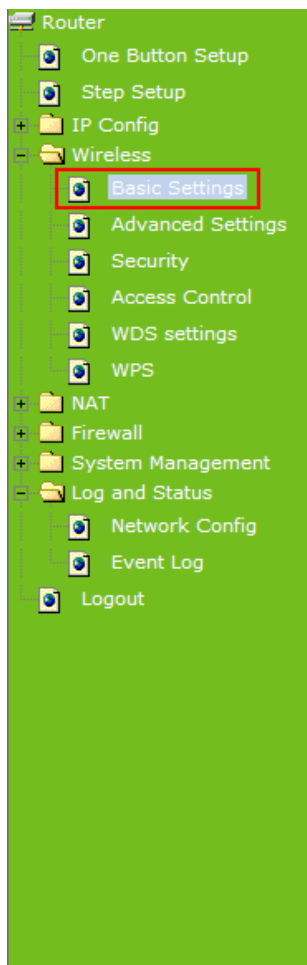 Router
One Button Setup
Step Setup
IP Config
Wireless
Basic Settings
Advanced Settings
Security
Access Control
WDS settings
WPS
NAT
Firewall
System Management
Log and Status
Network Config
Event Log
Logout